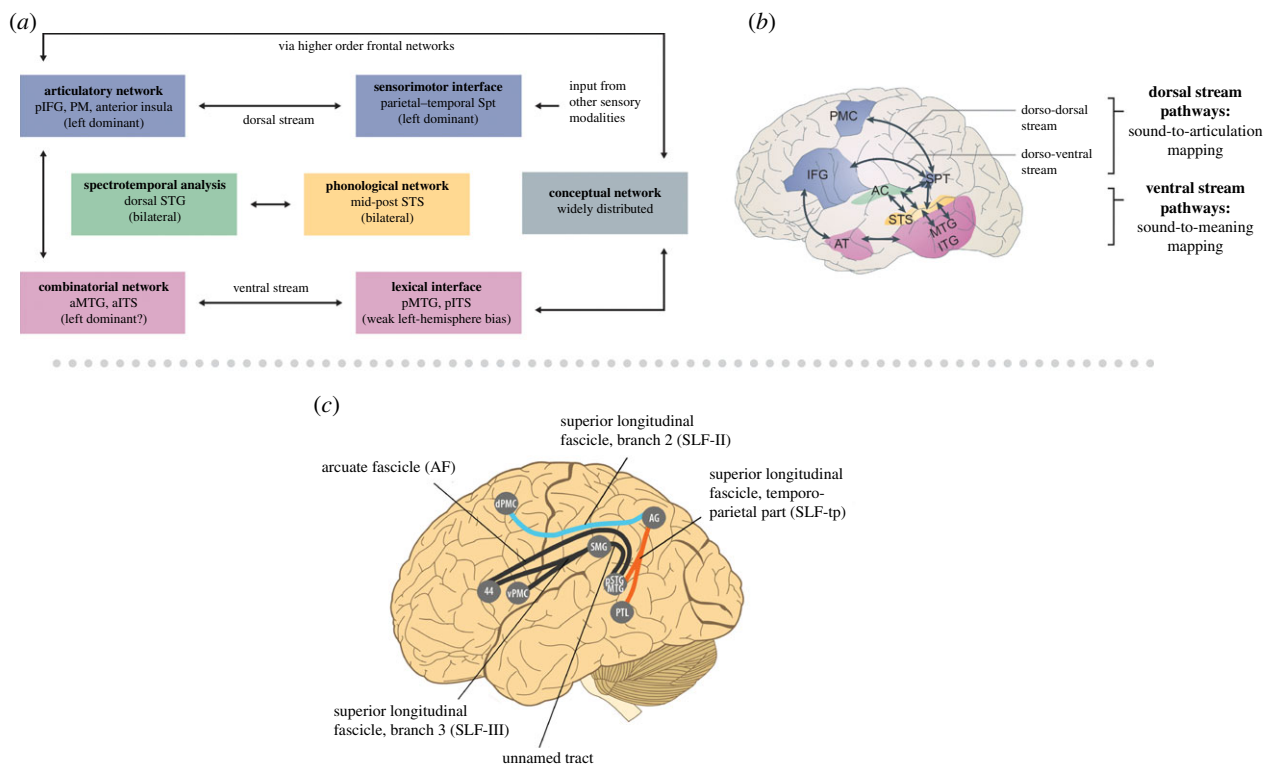 (a)
via higher order frontal networks
articulatory network
pIFG, PM, anterior insula
(left dominant)
dorsal stream
sensorimotor interface
parietal–temporal Spt
(left dominant)
input from
other sensory
modalities
spectrotemporal analysis
dorsal STG
(bilateral)
phonological network
mid-post STS
(bilateral)
conceptual network
widely distributed
combinatorial network
aMTG, aITS
(left dominant?)
ventral stream
lexical interface
pMTG, pITS
(weak left-hemisphere bias)
(b)
PMC
IFG
AC
SPT
STS
AT
MTG
ITG
dorso-dorsal
stream
dorso-ventral
stream
dorsal stream
pathways:
sound-to-articulation
mapping
ventral stream
pathways:
sound-to-meaning
mapping
(c)
superior longitudinal
fascicle, branch 2 (SLF-II)
arcuate fascicle (AF)
superior longitudinal
fascicle, temporo-
parietal part (SLF-tp)
dPMC
AG
SMG
44
vPMC
pSTG
MTG
PTL
superior longitudinal
fascicle, branch 3 (SLF-III)
unnamed tract